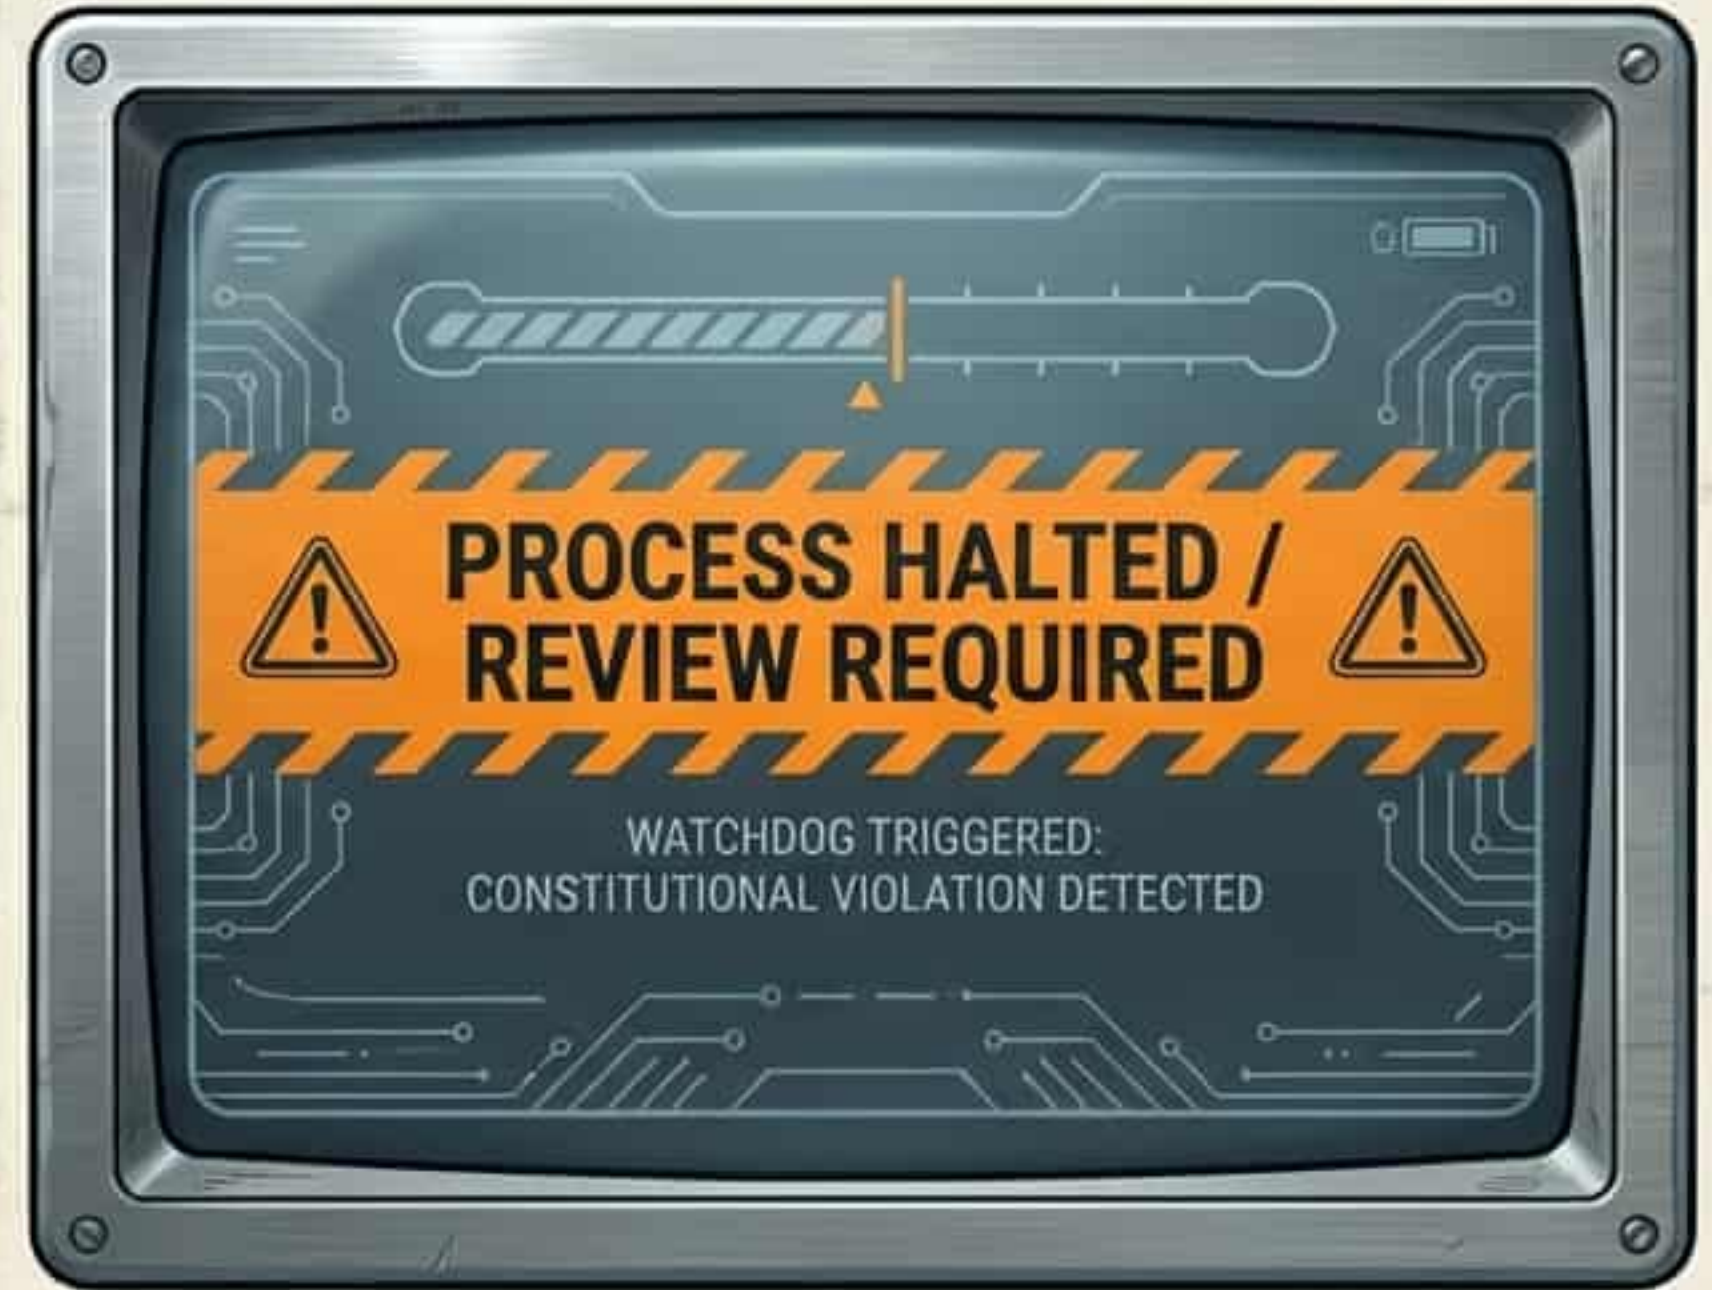 PROCESS HALTED /
REVIEW REQUIRED
WATCHDOG TRIGGERED:
CONSTITUTIONAL VIOLATION DETECTED